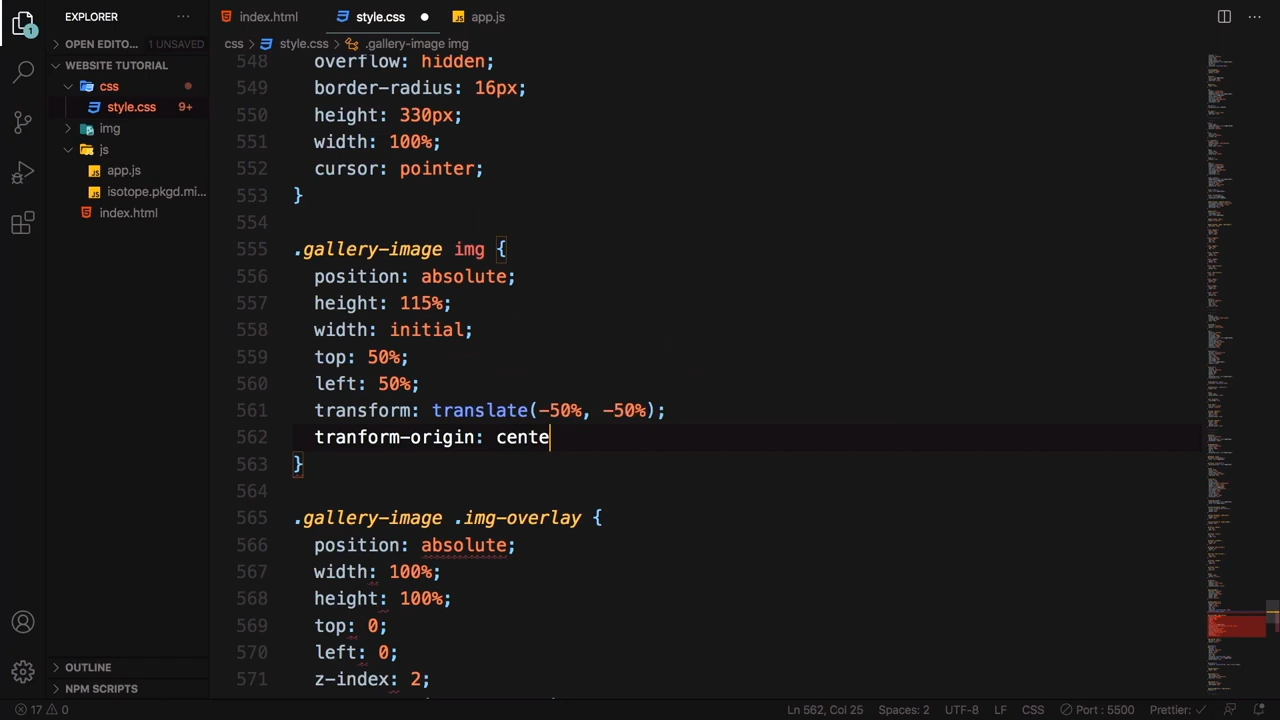 EXPLORER ···
index.html style.css ● app.js
OPEN EDITO... 1 UNSAVED
css > style.css > .gallery-image img
WEBSITE TUTORIAL
css
style.css 9+
img
js
app.js
isotope.pkgd.mi...
index.html
1
548 overflow: hidden;
549 border-radius: 16px;
550 height: 330px;
551 width: 100%;
552 cursor: pointer;
553 }
554
555 .gallery-image img {
556 position: absolute;
557 height: 115%;
558 width: initial;
559 top: 50%;
560 left: 50%;
561 transform: translate(-50%, -50%);
562 tranform-origin: cente
563 }
564
565 .gallery-image .img-overlay {
566 position: absolute;
567 width: 100%;
568 height: 100%;
569 top: 0;
570 left: 0;
571 z-index: 2;
OUTLINE
NPM SCRIPTS
17 0 Ln 562, Col 25 Spaces: 2 UTF-8 LF CSS Port : 5500 Prettier: ✓